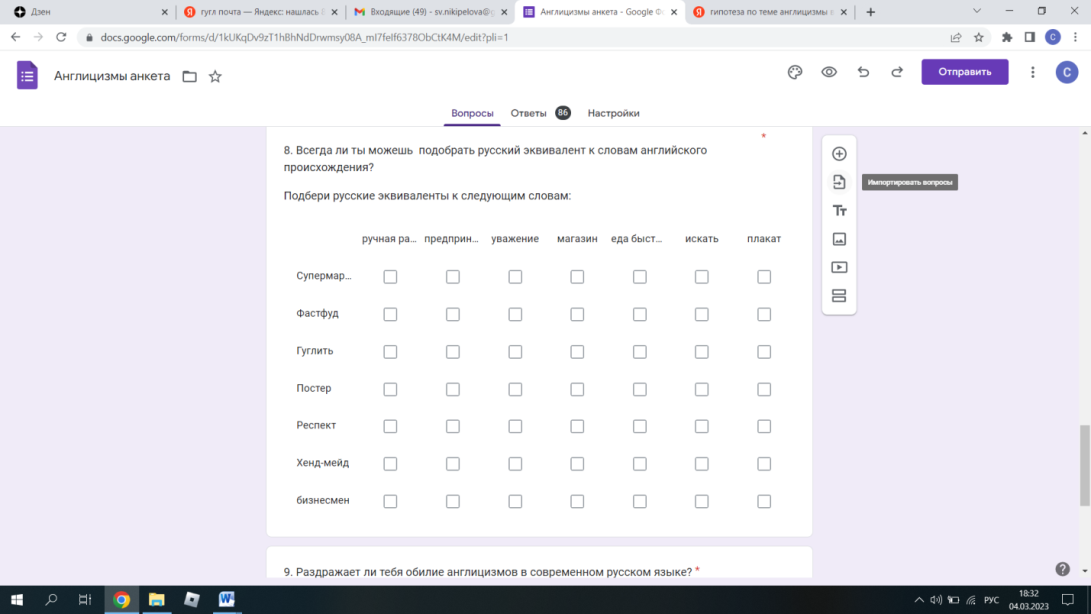 Дзен
гугл почта — Яндекс: нашлась
Входящие (49) - sv.nikipelova@g
Англицизмы анкета - Google Фо
гипотеза по теме англицизмы в
docs.google.com/forms/d/1kUKqDv9zT1hBhNdDrwmsy08A_mI7feIf6378ObCtK4M/edit?pli=1
С
Англицизмы анкета
Отправить
С
Вопросы
Ответы
86
Настройки
*
8. Всегда ли ты можешь подобрать русский эквивалент к словам английского
происхождения?
Подбери русские эквиваленты к следующим словам:
Импортировать вопросы
Тт
ручная ра... предприн... уважение магазин еда быст... искать плакат
Супермар...
Фастфуд
Гуглить
Постер
Респект
Хенд-мейд
бизнесмен
9. Раздражает ли тебя обилие англицизмов в современном русском языке? *
РУС
18:32
04.03.2023